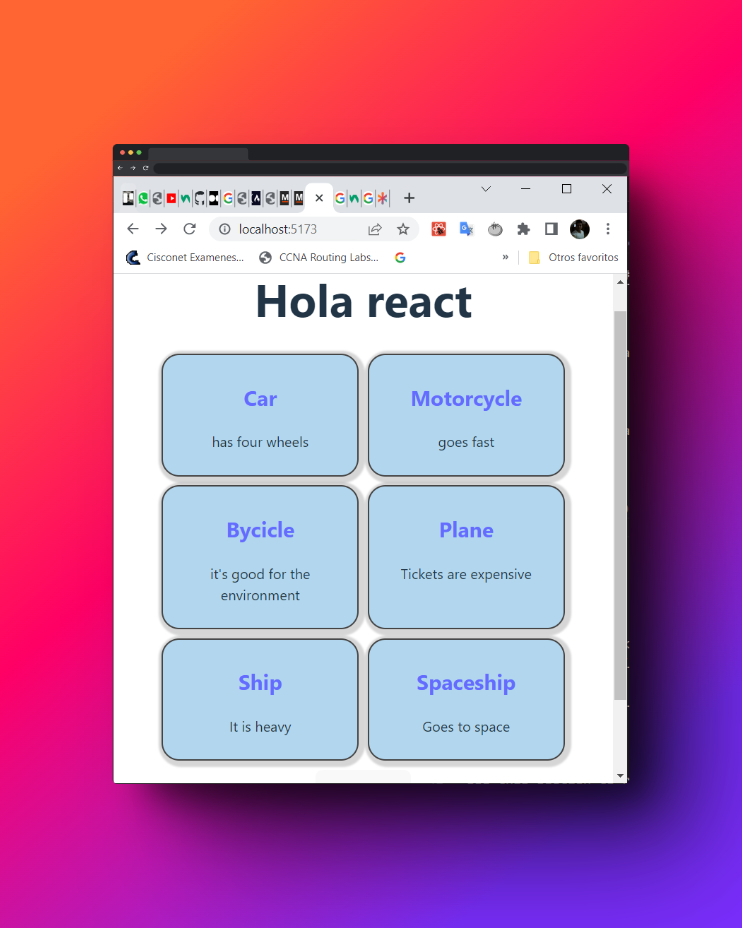 localhost:5173
Cisconet Exameness...
CCNA Routing Labs...
»
Otros favoritos
Hola react
Car
Motorcycle
has four wheels
goes fast
Bycicle
Plane
it's good for the
environment
Tickets are expensive
Ship
Spaceship
It is heavy
Goes to space